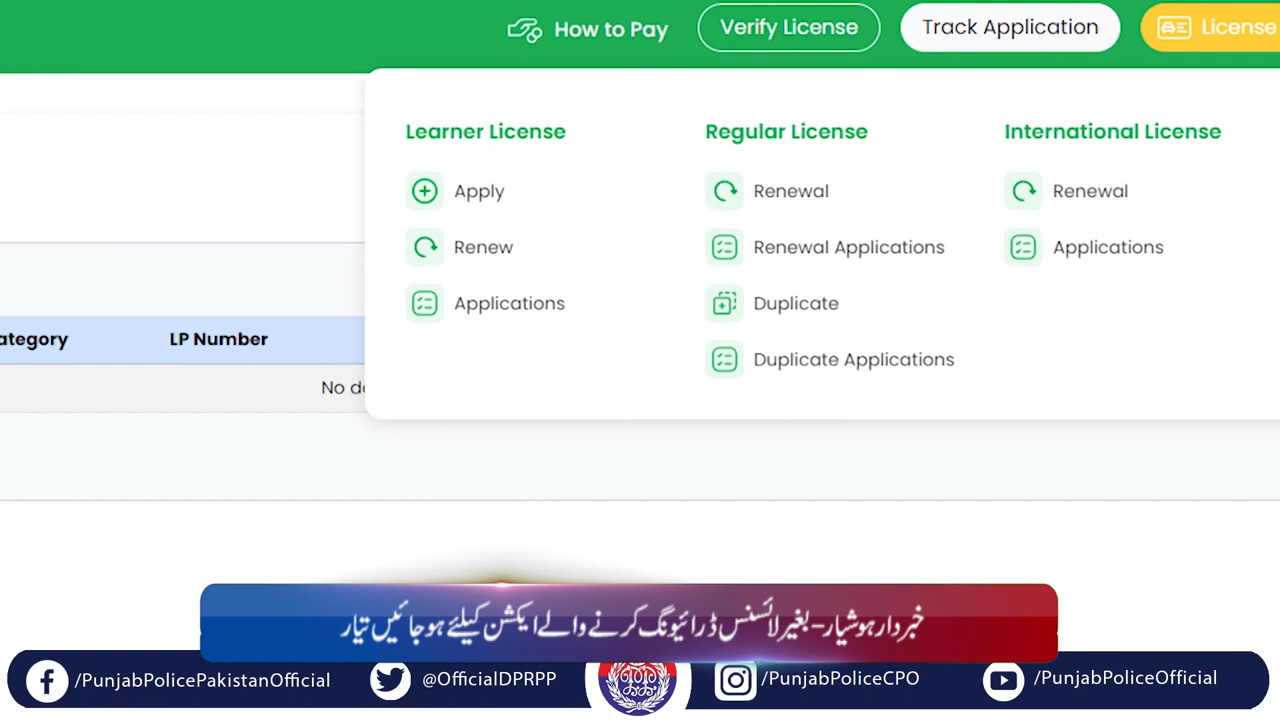 How to Pay
Verify License
Track Application
License
Learner License
Apply
Renew
Applications
Regular License
Renewal
Renewal Applications
Duplicate
Duplicate Applications
International License
Renewal
Applications
ategory
LP Number
No d
خبردار ہوشیار - بغیر لائسنس ڈرائیونگ کرنے والے ایکشن کیلئے ہو جائیں تیار
/PunjabPolicePakistanOfficial
@OfficialDPRPP
/PunjabPoliceCPO
/PunjabPoliceOfficial